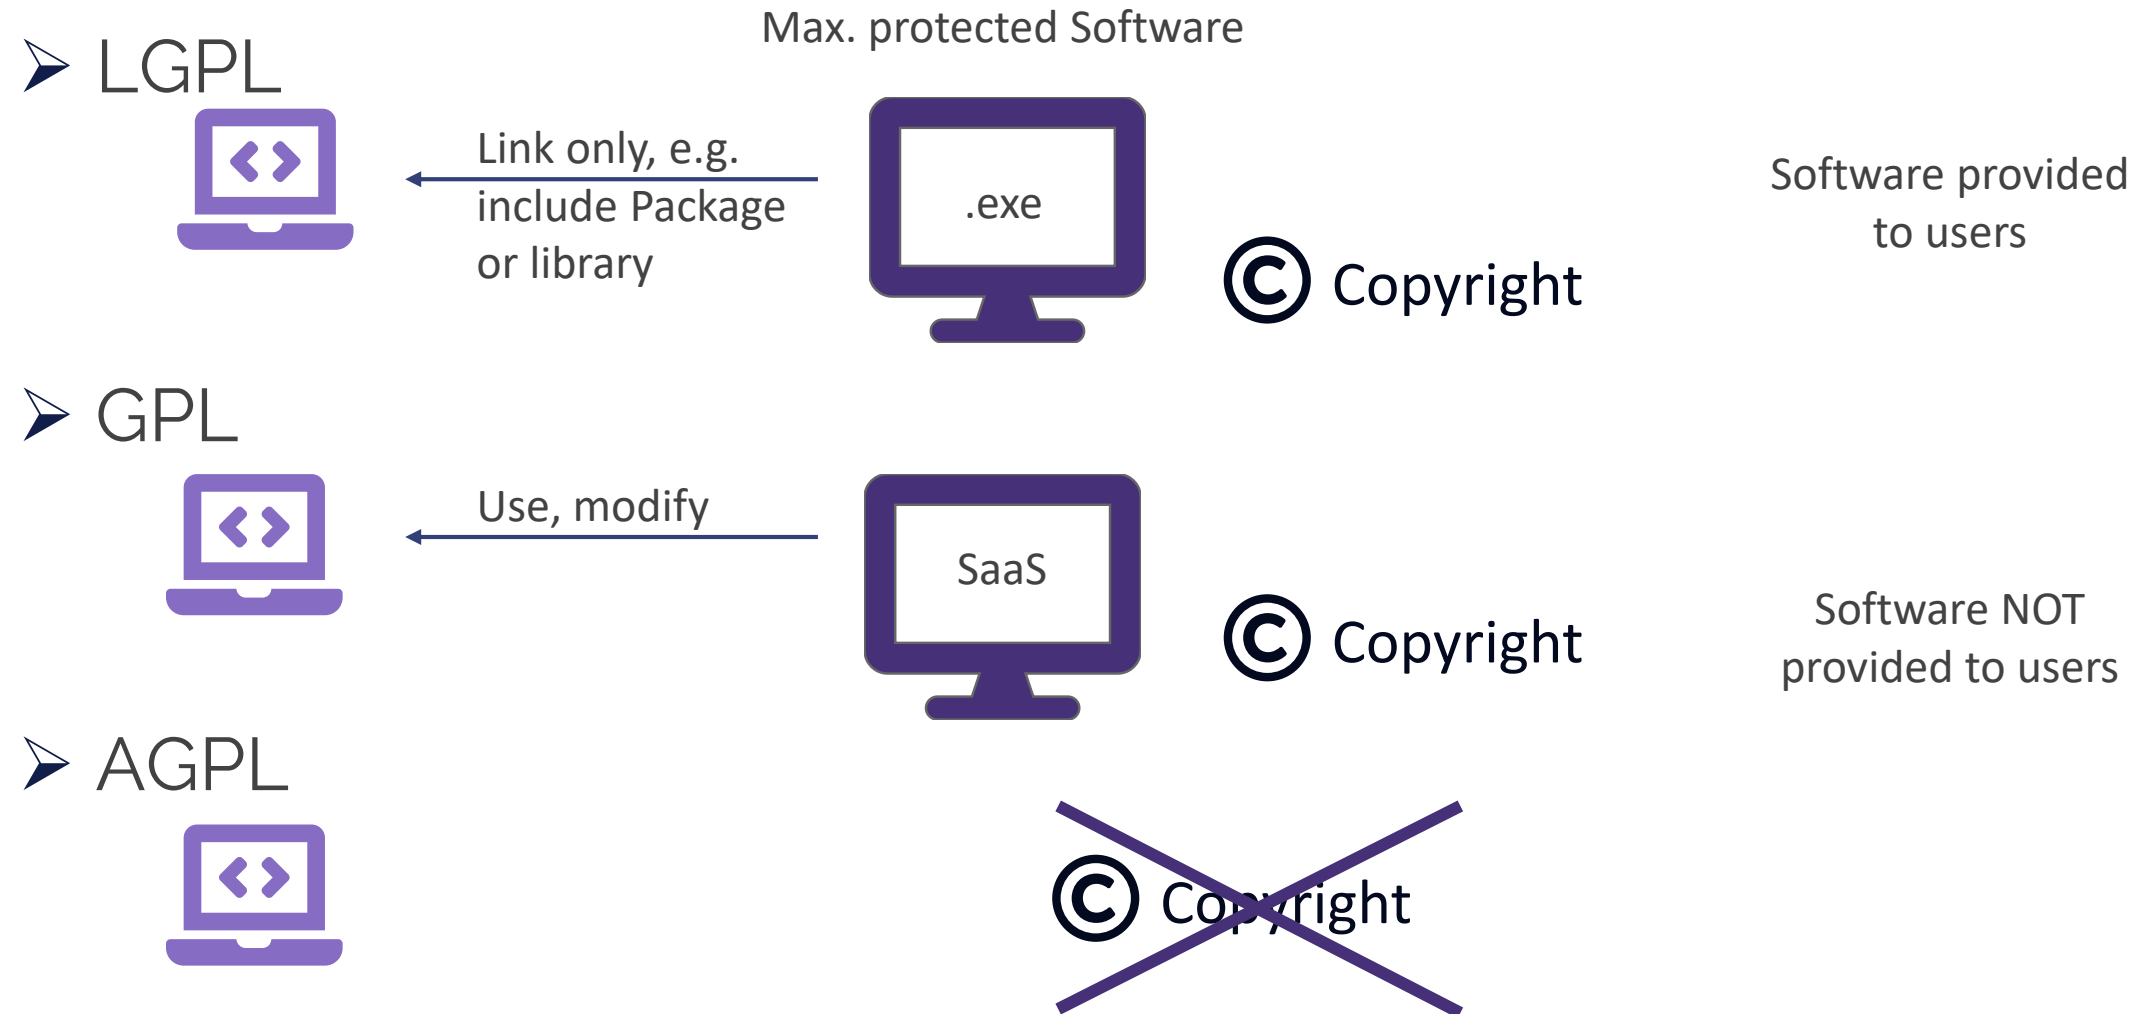 Max. protected Software
LGPL
Link only, e.g.
include Package
or library
.exe
© Copyright
Software provided
to users
GPL
Use, modify
SaaS
© Copyright
Software NOT
provided to users
AGPL
© Copyright